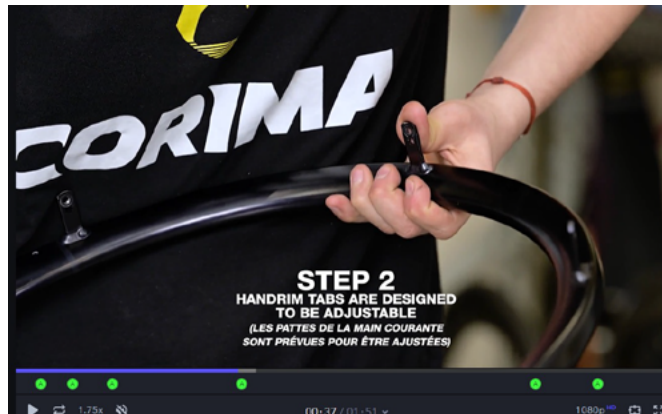 CORIMA
STEP 2
HANDRIM TABS ARE DESIGNED
TO BE ADJUSTABLE
(LES PATTES DE LA MAIN COURANTE
SONT PRÉVUES POUR ÊTRE AJUSTÉES)
1.75x 00:37 / 01:51 1080p HD